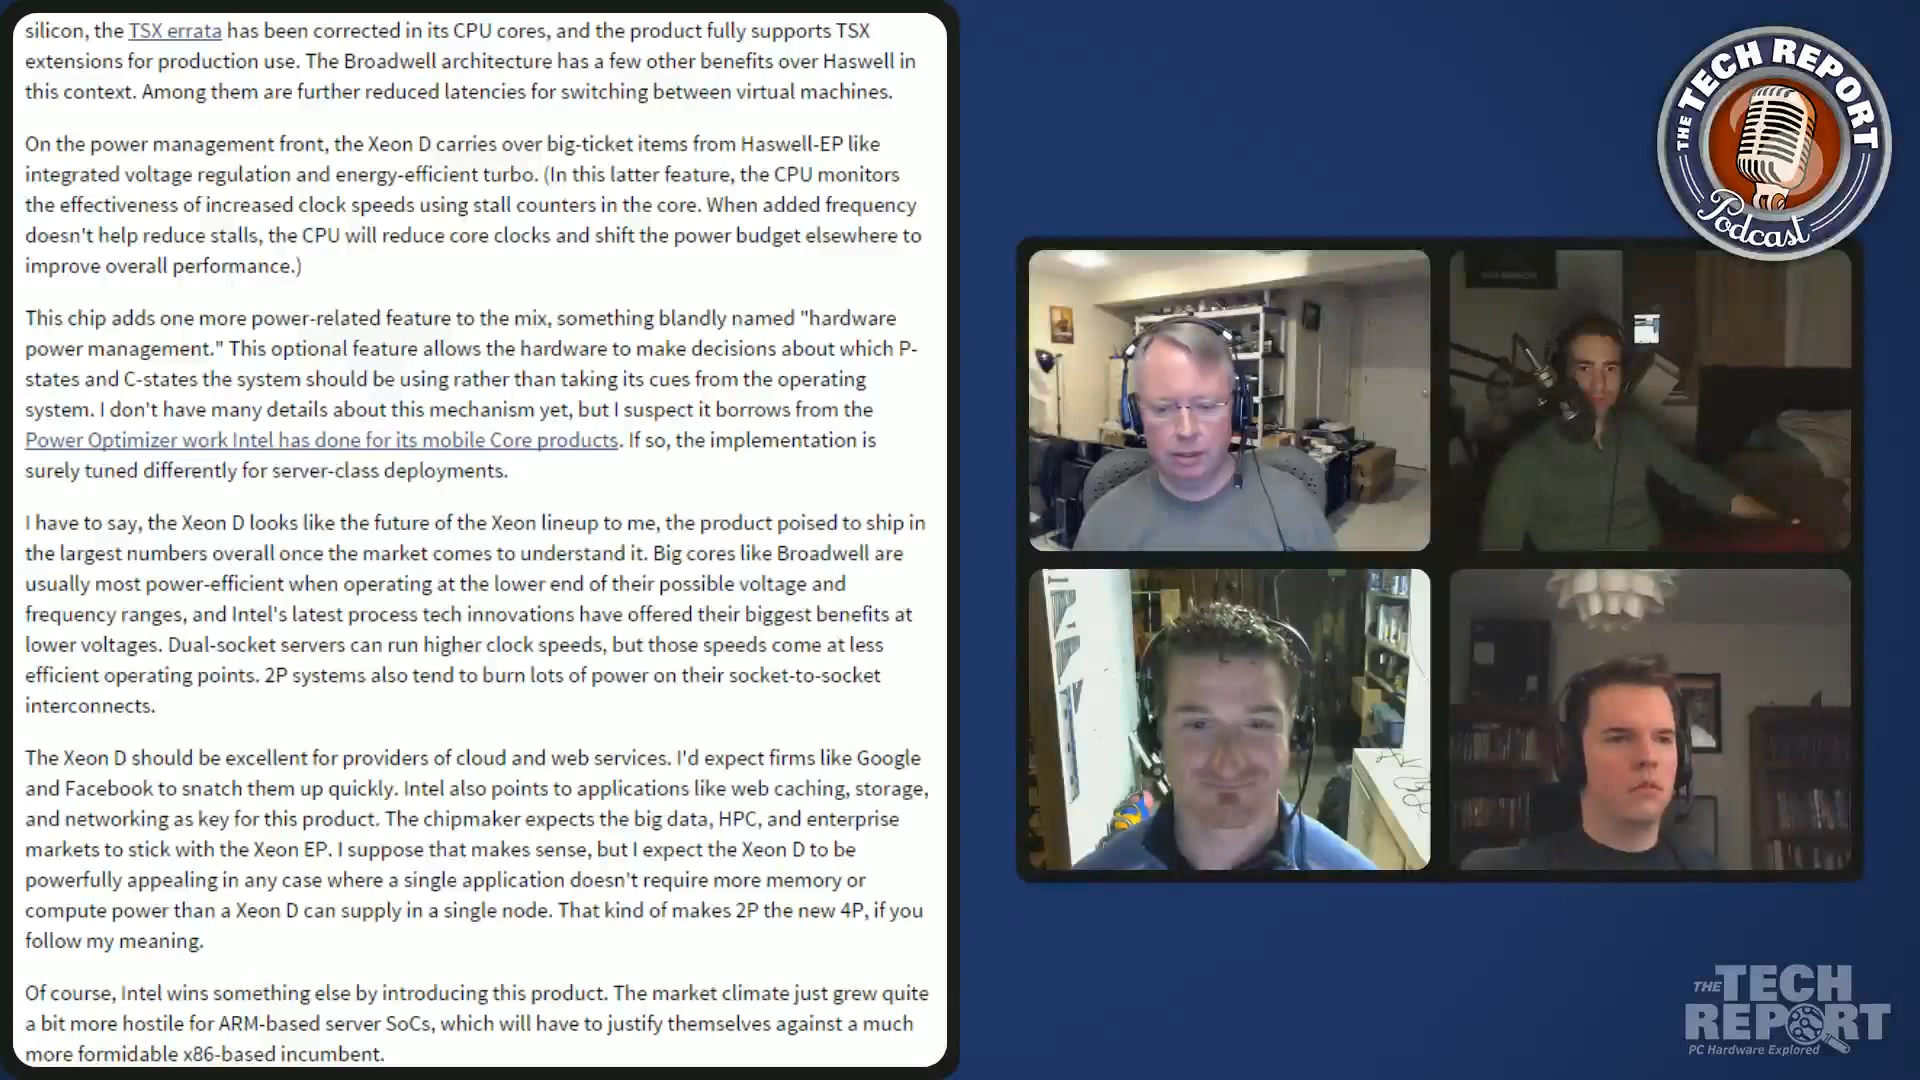 silicon, the TSX errata has been corrected in its CPU cores, and the product fully supports TSX
extensions for production use. The Broadwell architecture has a few other benefits over Haswell in
this context. Among them are further reduced latencies for switching between virtual machines.
On the power management front, the Xeon D carries over big-ticket items from Haswell-EP like
integrated voltage regulation and energy-efficient turbo. (In this latter feature, the CPU monitors
the effectiveness of increased clock speeds using stall counters in the core. When added frequency
doesn't help reduce stalls, the CPU will reduce core clocks and shift the power budget elsewhere to
improve overall performance.)
This chip adds one more power-related feature to the mix, something blandly named "hardware
power management." This optional feature allows the hardware to make decisions about which P-
states and C-states the system should be using rather than taking its cues from the operating
system. I don't have many details about this mechanism yet, but I suspect it borrows from the
Power Optimizer work Intel has done for its mobile Core products. If so, the implementation is
surely tuned differently for server-class deployments.
I have to say, the Xeon D looks like the future of the Xeon lineup to me, the product poised to ship in
the largest numbers overall once the market comes to understand it. Big cores like Broadwell are
usually most power-efficient when operating at the lower end of their possible voltage and
frequency ranges, and Intel's latest process tech innovations have offered their biggest benefits at
lower voltages. Dual-socket servers can run higher clock speeds, but those speeds come at less
efficient operating points. 2P systems also tend to burn lots of power on their socket-to-socket
interconnects.
The Xeon D should be excellent for providers of cloud and web services. I'd expect firms like Google
and Facebook to snatch them up quickly. Intel also points to applications like web caching, storage,
and networking as key for this product. The chipmaker expects the big data, HPC, and enterprise
markets to stick with the Xeon EP. I suppose that makes sense, but I expect the Xeon D to be
powerfully appealing in any case where a single application doesn't require more memory or
compute power than a Xeon D can supply in a single node. That kind of makes 2P the new 4P, if you
follow my meaning.
Of course, Intel wins something else by introducing this product. The market climate just grew quite
a bit more hostile for ARM-based server SoCs, which will have to justify themselves against a much
more formidable x86-based incumbent.
THE TECH REPORT
Podcast
THE TECH
REPORT
PC Hardware Explored